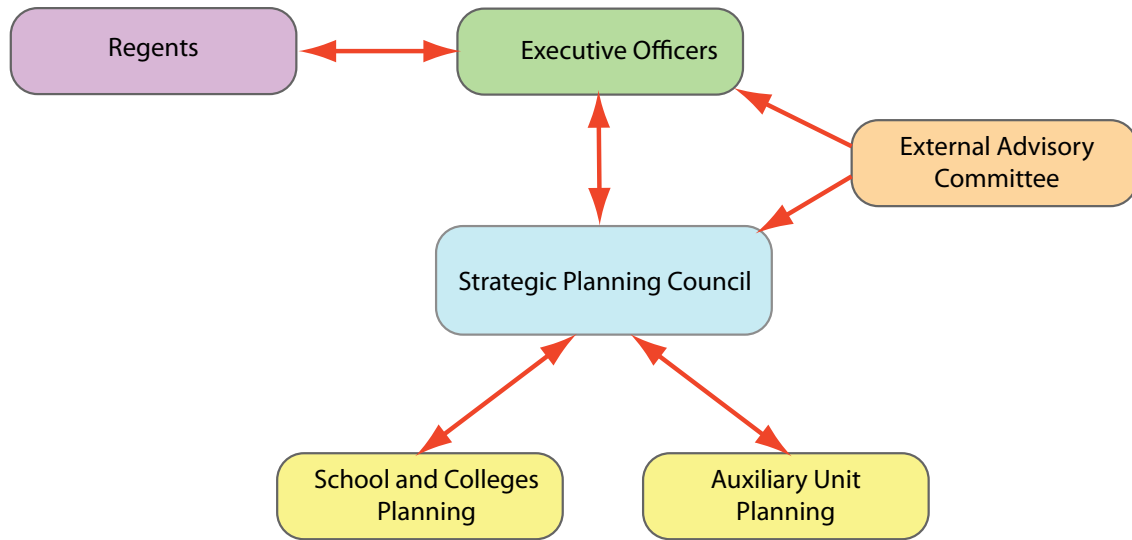 Regents
Executive Officers
External Advisory
Committee
Strategic Planning Council
School and Colleges
Planning
Auxiliary Unit
Planning